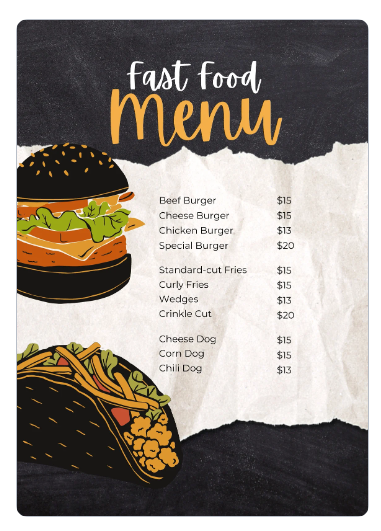 Fast Food
Menu
Beef Burger $15
Cheese Burger $15
Chicken Burger $13
Special Burger $20
Standard-cut Fries $15
Curly Fries $15
Wedges $13
Crinkle Cut $20
Cheese Dog $15
Corn Dog $15
Chili Dog $13